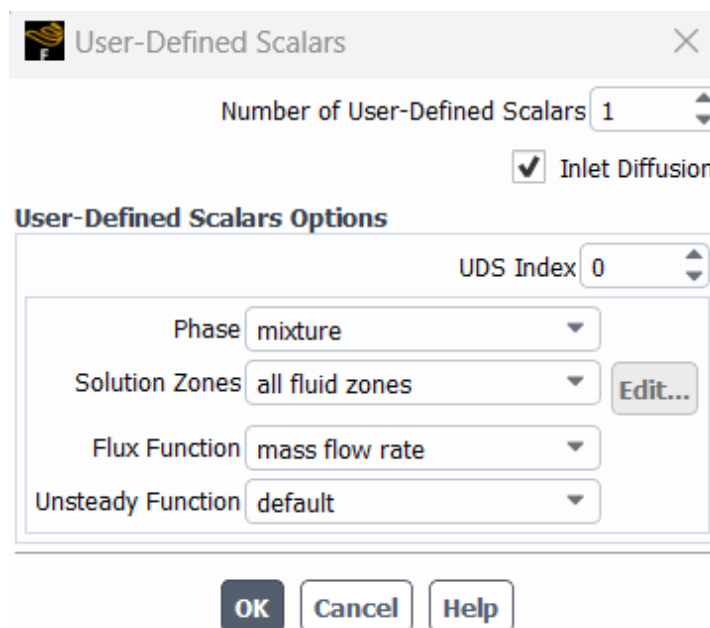 User-Defined Scalars
Number of User-Defined Scalars 1
Inlet Diffusion
User-Defined Scalars Options
UDS Index 0
Phase mixture
Solution Zones all fluid zones Edit...
Flux Function mass flow rate
Unsteady Function default
OK Cancel Help